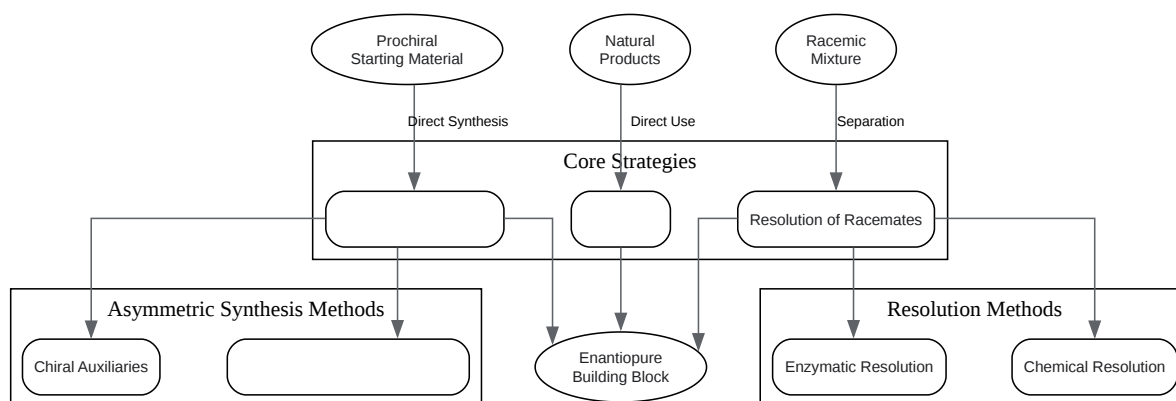 Prochiral
Starting Material
Natural
Products
Racemic
Mixture
Direct Synthesis
Direct Use
Separation
Core Strategies
Resolution of Racemates
Asymmetric Synthesis Methods
Resolution Methods
Chiral Auxiliaries
Enantiopure
Building Block
Enzymatic Resolution
Chemical Resolution